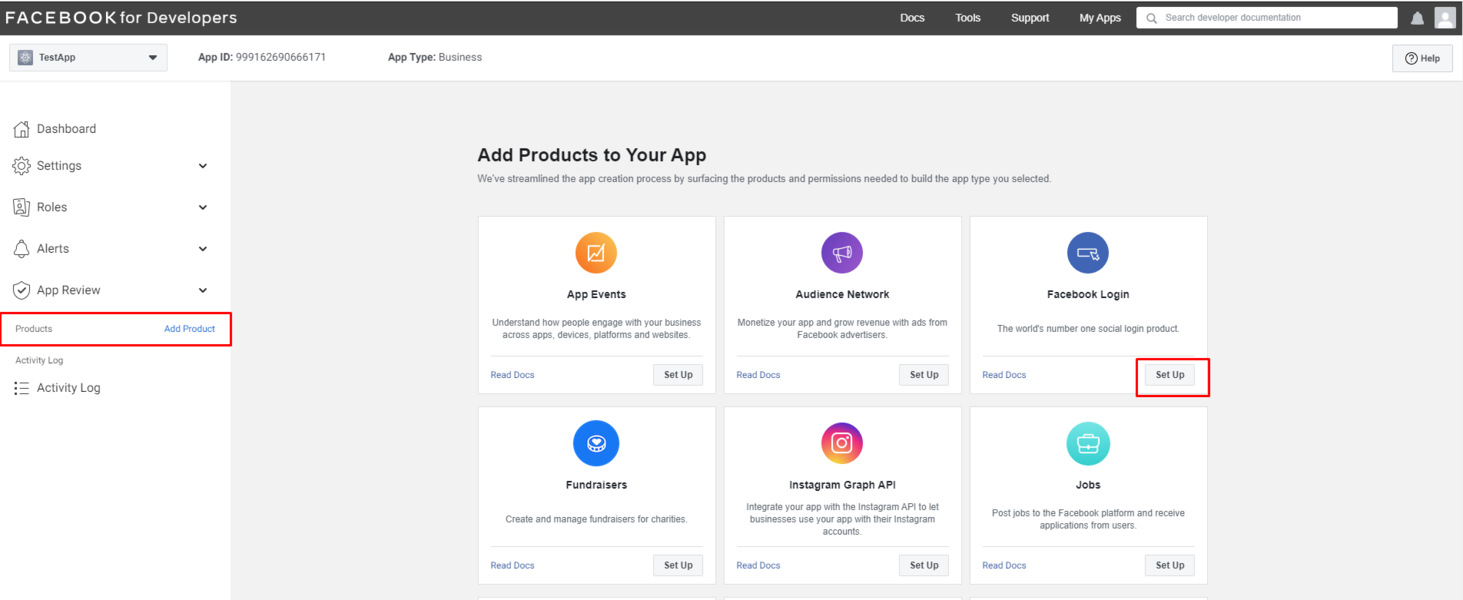 FACEBOOK for Developers
Docs
Tools
Support
My Apps
Search developer documentation
TestApp
App ID: 999162690666171
App Type: Business
Help
Dashboard
Settings
Roles
Alerts
App Review
Products
Add Product
Activity Log
Activity Log
Add Products to Your App
We've streamlined the app creation process by surfacing the products and permissions needed to build the app type you selected.
App Events
Understand how people engage with your business
across apps, devices, platforms and websites.
Read Docs
Set Up
Audience Network
Monetize your app and grow revenue with ads from
Facebook advertisers.
Read Docs
Set Up
Facebook Login
The world's number one social login product.
Read Docs
Set Up
Fundraisers
Create and manage fundraisers for charities.
Read Docs
Set Up
Instagram Graph API
Integrate your app with the Instagram API to let
businesses use your app with their Instagram
accounts.
Read Docs
Set Up
Jobs
Post jobs to the Facebook platform and receive
applications from users.
Read Docs
Set Up